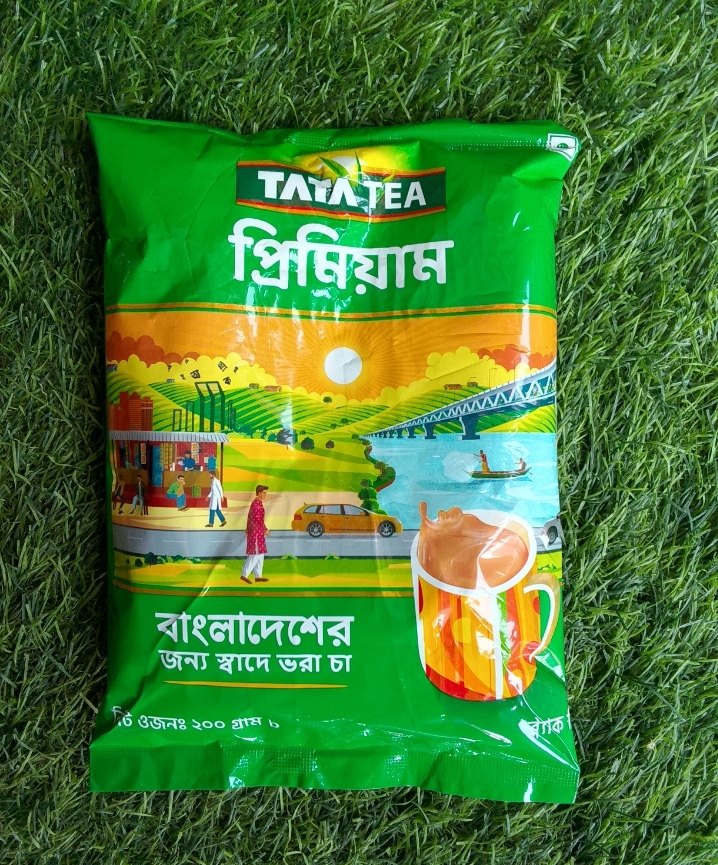 TATA TEA
প্রিমিয়াম
বাংলাদেশের
জন্য স্বাদে ভরা চা
ওজনঃ ২০০ গ্রাম